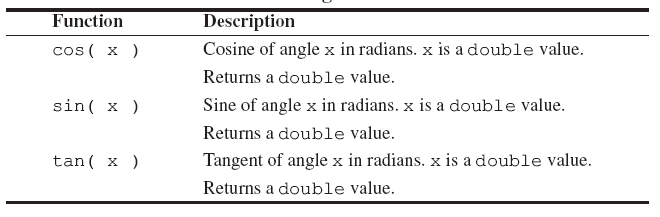 Function Description
cos( x ) Cosine of angle x in radians. x is a double value.
Returns a double value.
sin( x ) Sine of angle x in radians. x is a double value.
Returns a double value.
tan( x ) Tangent of angle x in radians. x is a double value.
Returns a double value.